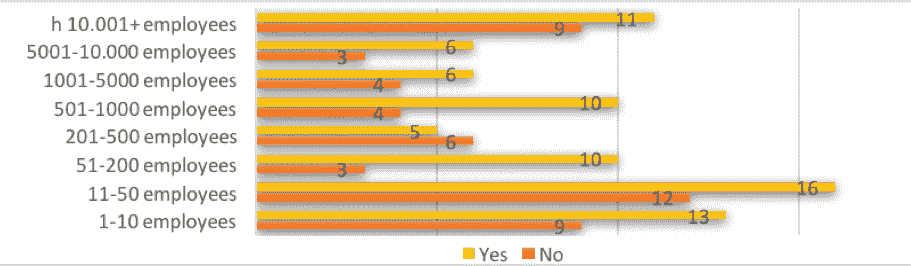 h 10.001+ employees 11
9
5001-10.000 employees 6
3
1001-5000 employees 6
4
501-1000 employees 10
4
201-500 employees 5
6
51-200 employees 10
3
11-50 employees 16
12
1-10 employees 13
9
Yes No